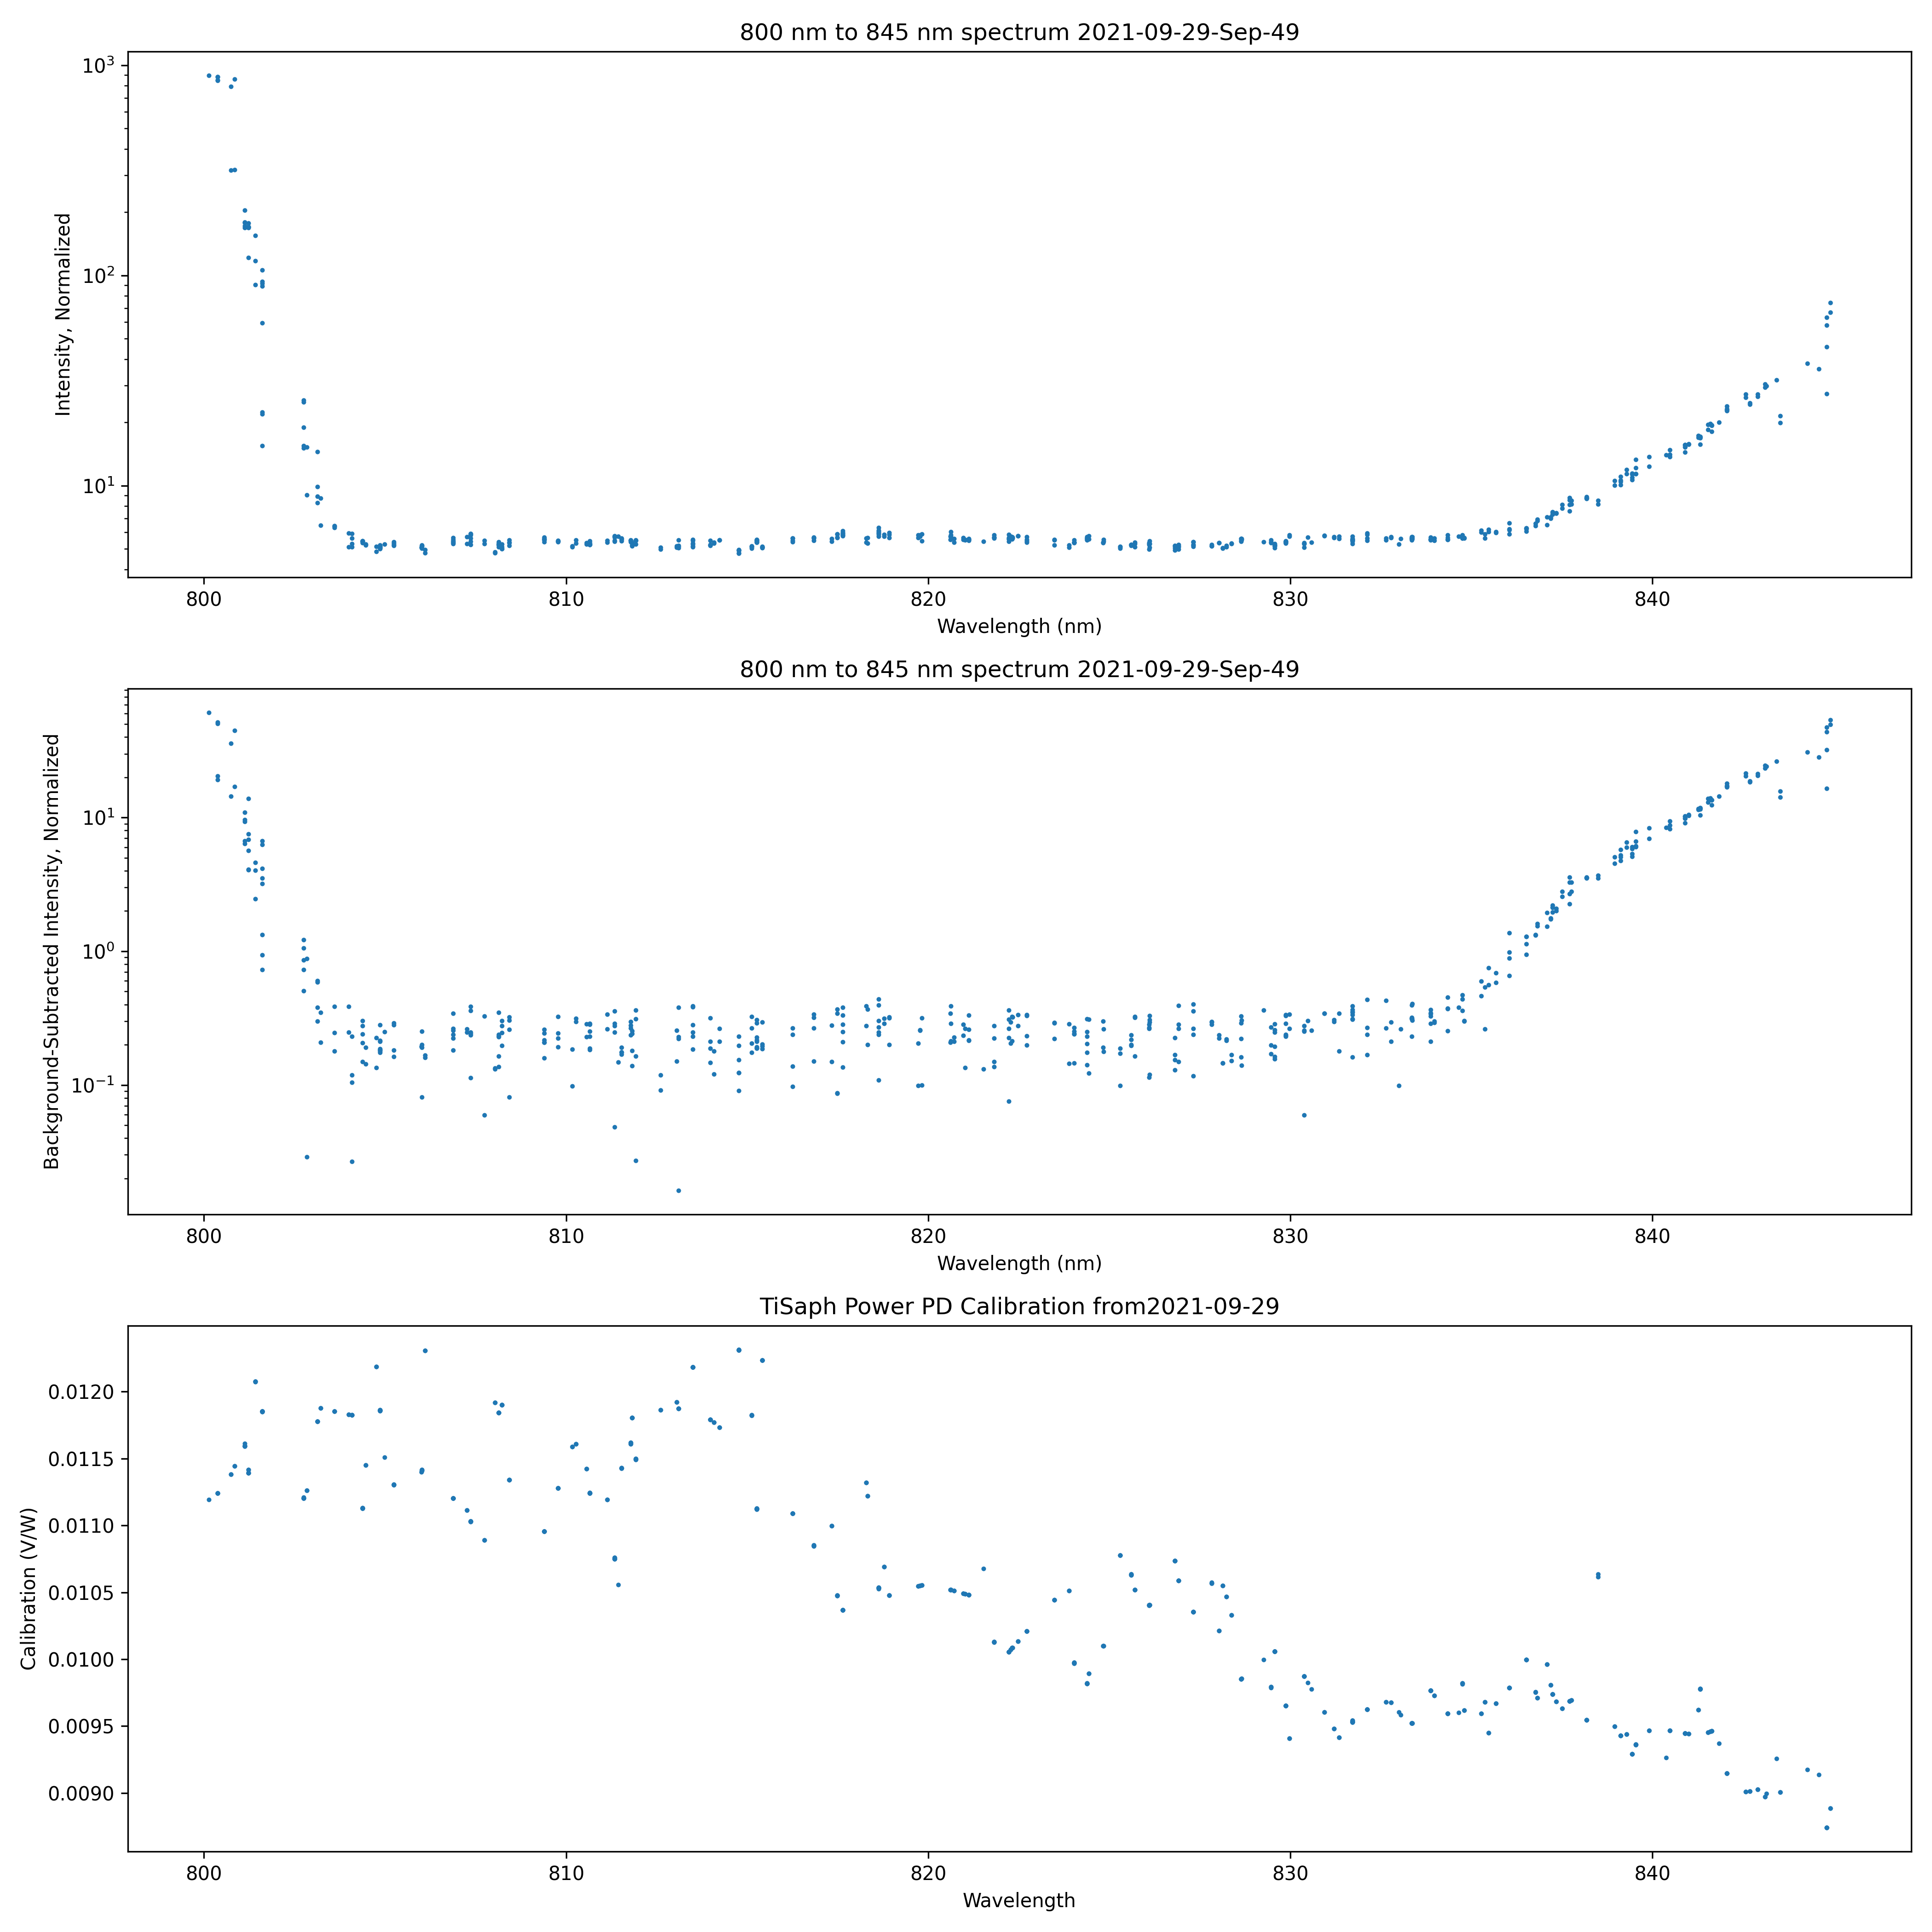 800 nm to 845 nm spectrum 2021-09-29-Sep-49
Intensity, Normalized
10³
10²
10¹
800 810 820 830 840
Wavelength (nm)
800 nm to 845 nm spectrum 2021-09-29-Sep-49
Background-Subtracted Intensity, Normalized
10¹
10⁰
10⁻¹
800 810 820 830 840
Wavelength (nm)
TiSaph Power PD Calibration from2021-09-29
Calibration (V/W)
0.0120
0.0115
0.0110
0.0105
0.0100
0.0095
0.0090
800 810 820 830 840
Wavelength